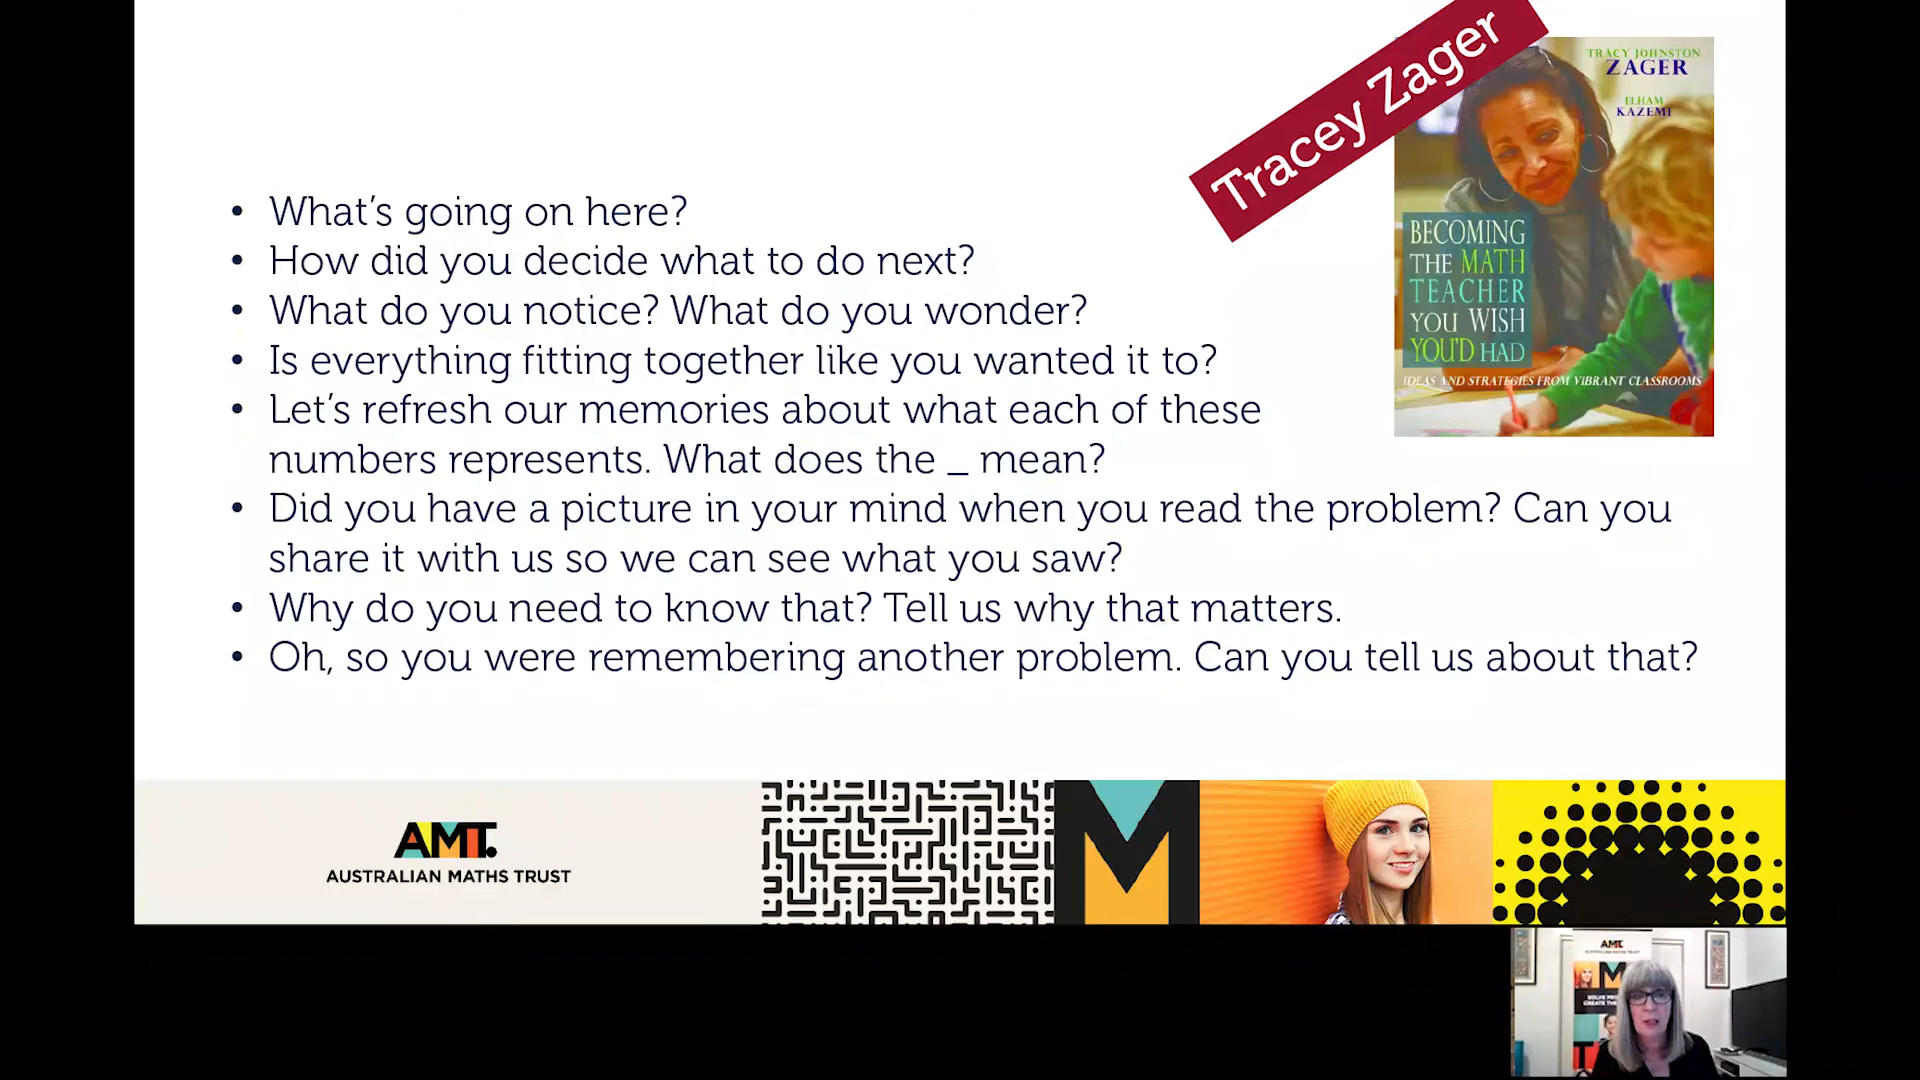 Tracey Zager
TRACY JOHNSTON
ZAGER
ELHAM
KAZEMI
BECOMING
THE MATH
TEACHER
YOU WISH
YOU'D HAD
IDEAS AND STRATEGIES FROM VIBRANT CLASSROOMS
• What's going on here?
• How did you decide what to do next?
• What do you notice? What do you wonder?
• Is everything fitting together like you wanted it to?
• Let's refresh our memories about what each of these
numbers represents. What does the _ mean?
• Did you have a picture in your mind when you read the problem? Can you
share it with us so we can see what you saw?
• Why do you need to know that? Tell us why that matters.
• Oh, so you were remembering another problem. Can you tell us about that?
AMT.
AUSTRALIAN MATHS TRUST
M
AMT.
AUSTRALIAN MATHS TRUST
M